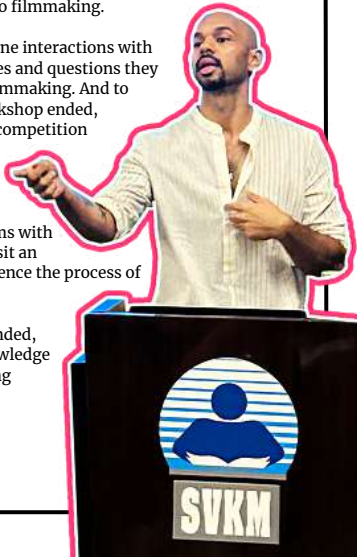 o filmmaking.
ne interactions with
es and questions they
mmaking. And to
kshop ended,
competition
ns with
sit an
ence the process of
nded,
wledge
ng
SVKM